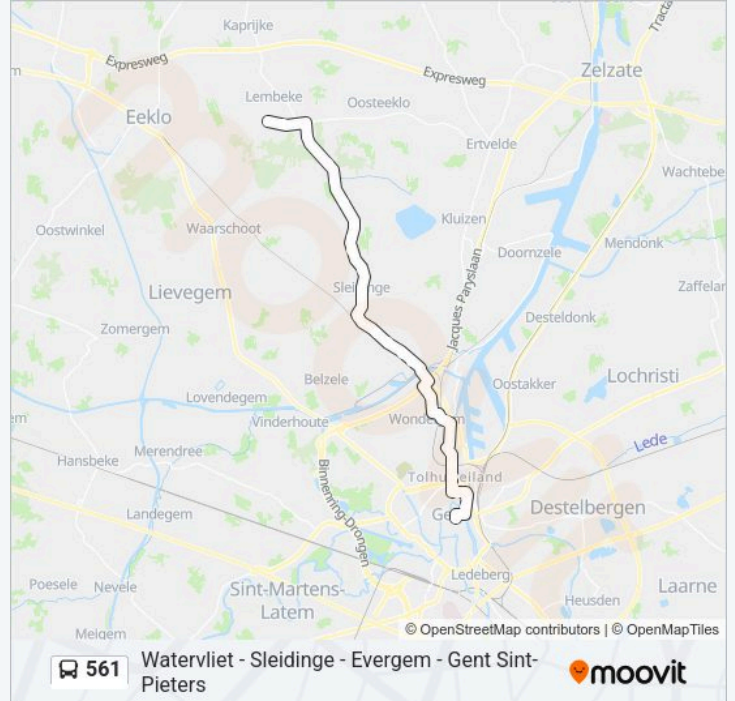 Kaprijke
Expresweg
Expresweg
Zelzate
Lembeke
Oosteeklo
Eeklo
Ertvelde
Wachtebe
Oostwinkel
Waarschoot
Kluizen
Doornzele
Mendonk
Jacques Paryslaan
Lievegem
Zaffelar
Desteldonk
Zomergem
Belzele
Oostakker
Lochristi
Lovendegem
Vinderhoute
Lede
Merendree
Hansbeke
Binnenring-Drongen
Destelbergen
Landegem
Ledeberg
Poesele
Nevele
Sint-Martens-
Latem
Heusden
Laarne
© OpenStreetMap contributors | © OpenMapTiles
561
Watervliet - Sleidinge - Evergem - Gent Sint-
Pieters
moovit